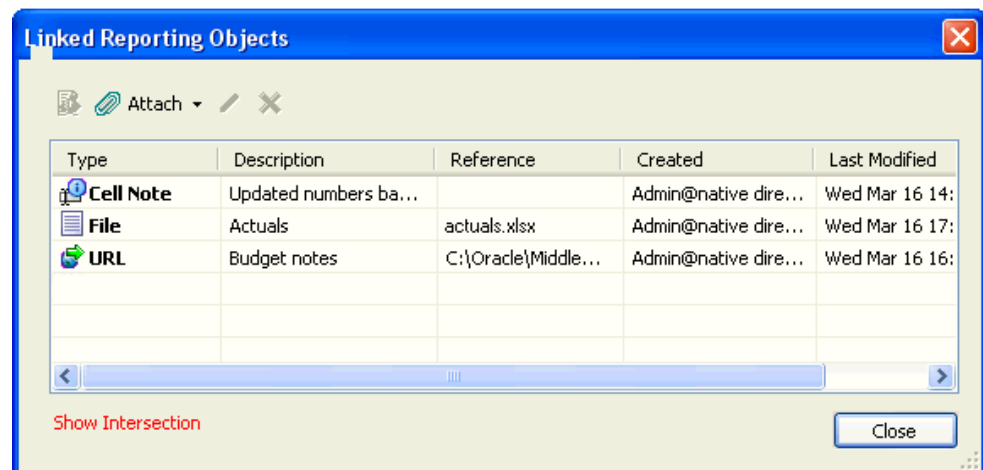 Linked Reporting Objects
Attach
Type Description Reference Created Last Modified
Cell Note Updated numbers ba... Admin@native dire... Wed Mar 16 14:
File Actuals actuals.xlsx Admin@native dire... Wed Mar 16 17:
URL Budget notes C:\Oracle\Middle... Admin@native dire... Wed Mar 16 16:
Show Intersection
Close